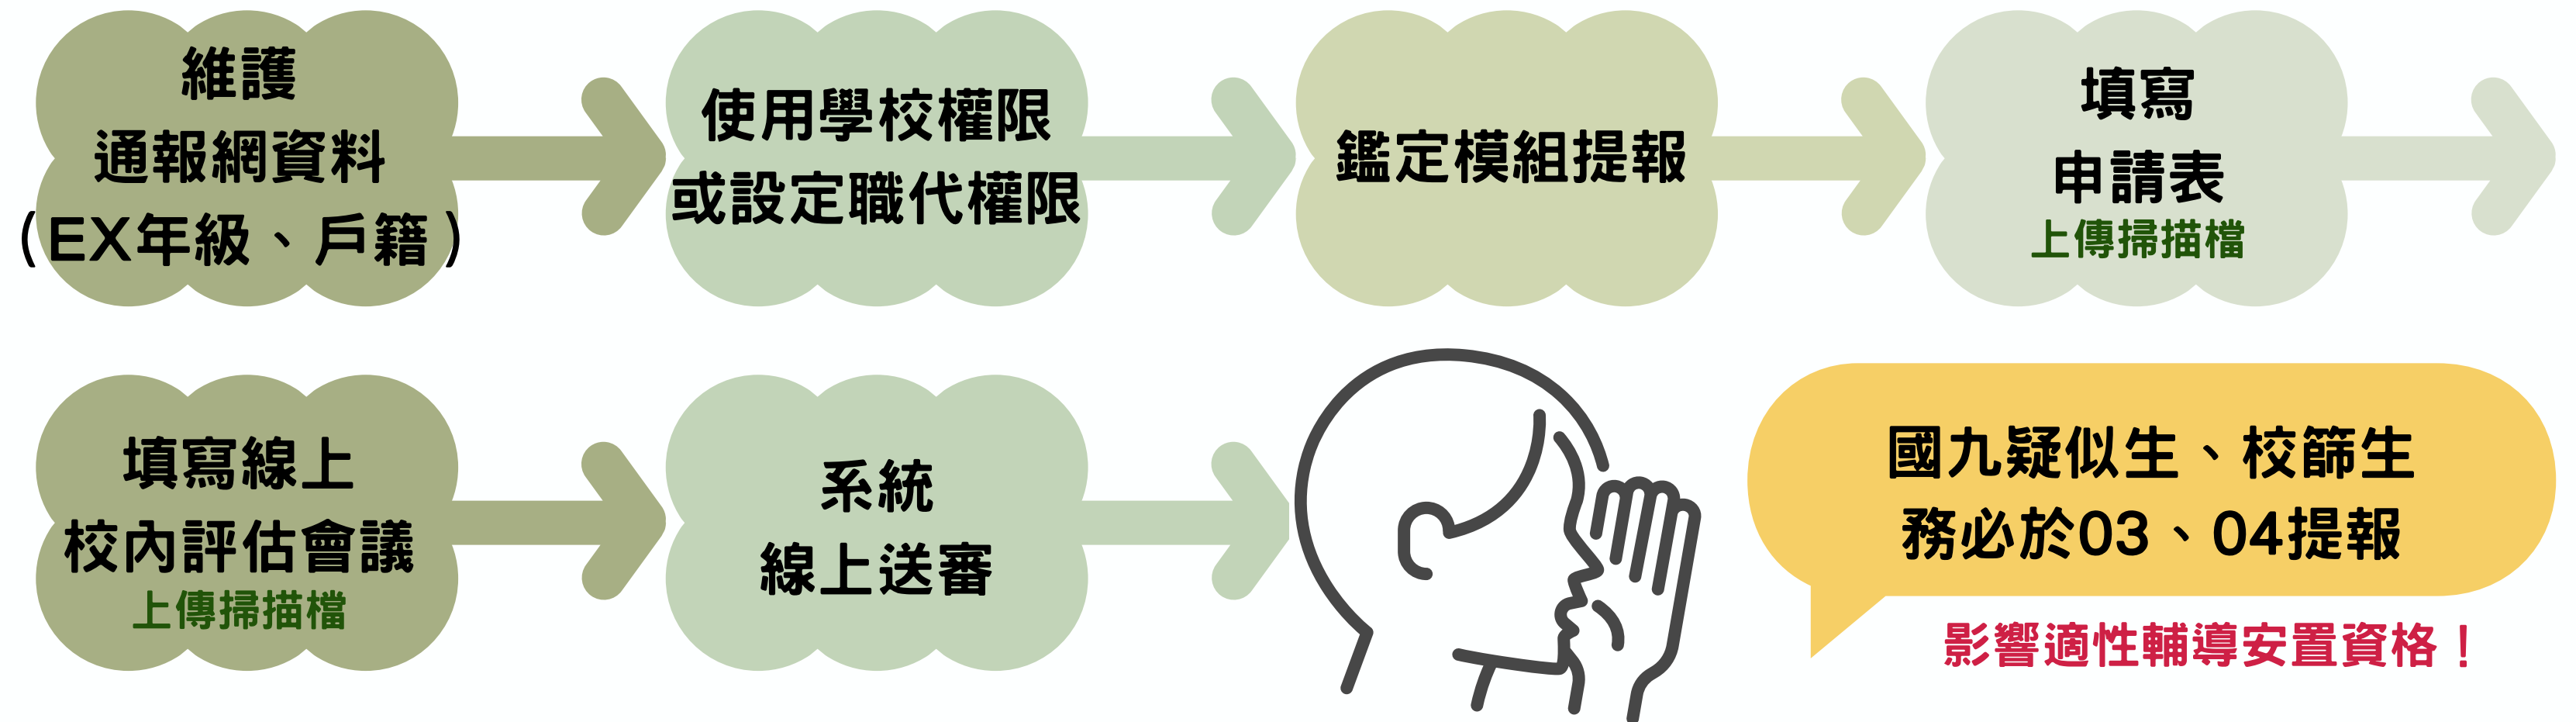 維護
通報網資料
（EX年級、戶籍）
使用學校權限
或設定職代權限
鑑定模組提報
填寫
申請表
上傳掃描檔
填寫線上
校內評估會議
上傳掃描檔
系統
線上送審
國九疑似生、校篩生
務必於03、04提報
影響適性輔導安置資格！